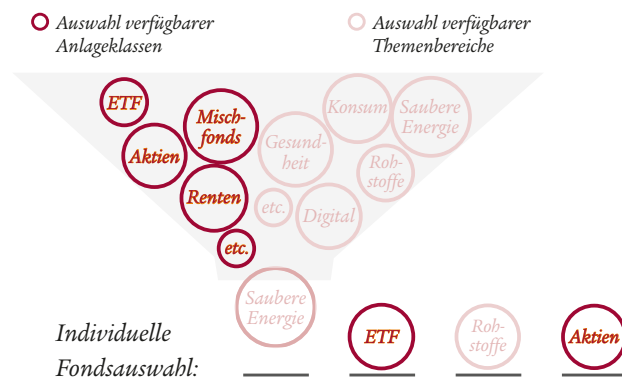 Auswahl verfügbarer
Anlageklassen
Auswahl verfügbarer
Themenbereiche
ETF
Misch-
fonds
Aktien
Renten
etc.
Konsum
Saubere
Energie
Gesund-
heit
Roh-
stoffe
etc.
Digital
Saubere
Energie
Individuelle
Fondsauswahl:
ETF
Roh-
stoffe
Aktien